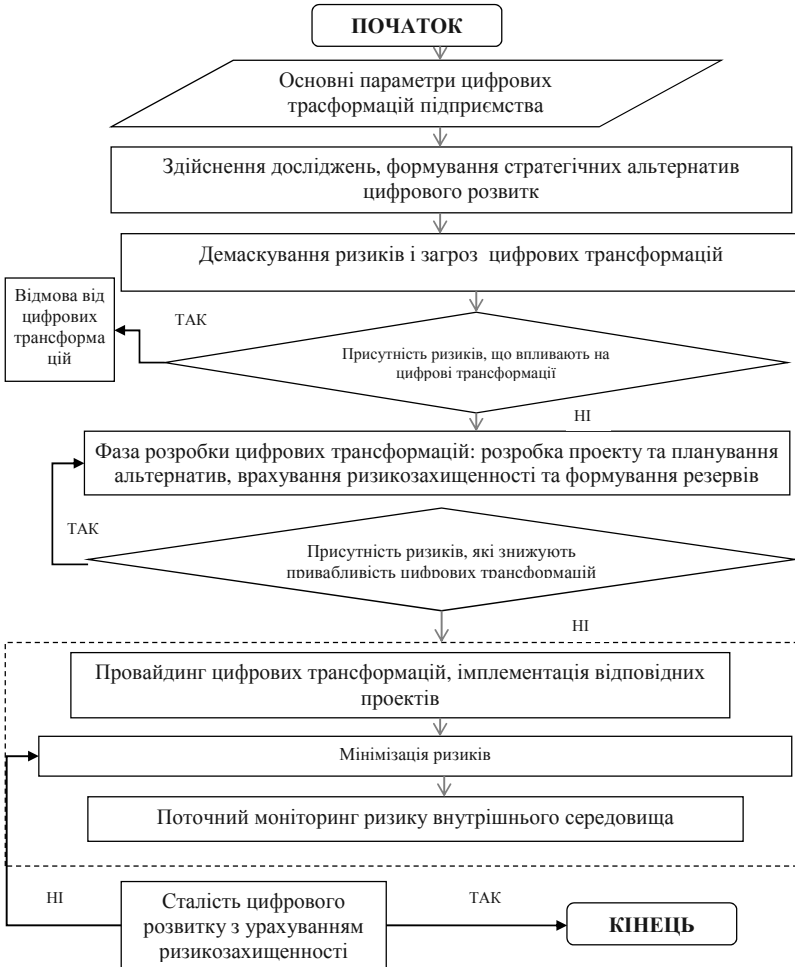 ПОЧАТОК
Основні параметри цифрових
трасформацій підприємства
Здійснення досліджень, формування стратегічних альтернатив
цифрового розвитк
Демаскування ризиків і загроз цифрових трансформацій
Відмова від
цифрових
трансформа
цій
ТАК
Присутність ризиків, що впливають на
цифрові трансформації
НІ
Фаза розробки цифрових трансформацій: розробка проекту та планування
альтернатив, врахування ризикозахищенності та формування резервів
ТАК
Присутність ризиків, які знижують
привабливість цифрових трансформацій
НІ
Провайдинг цифрових трансформацій, імплементація відповідних
проектів
Мінімізація ризиків
Поточний моніторинг ризику внутрішнього середовища
НІ
Сталість цифрового
розвитку з урахуванням
ризикозахищенності
ТАК
КІНЕЦЬ